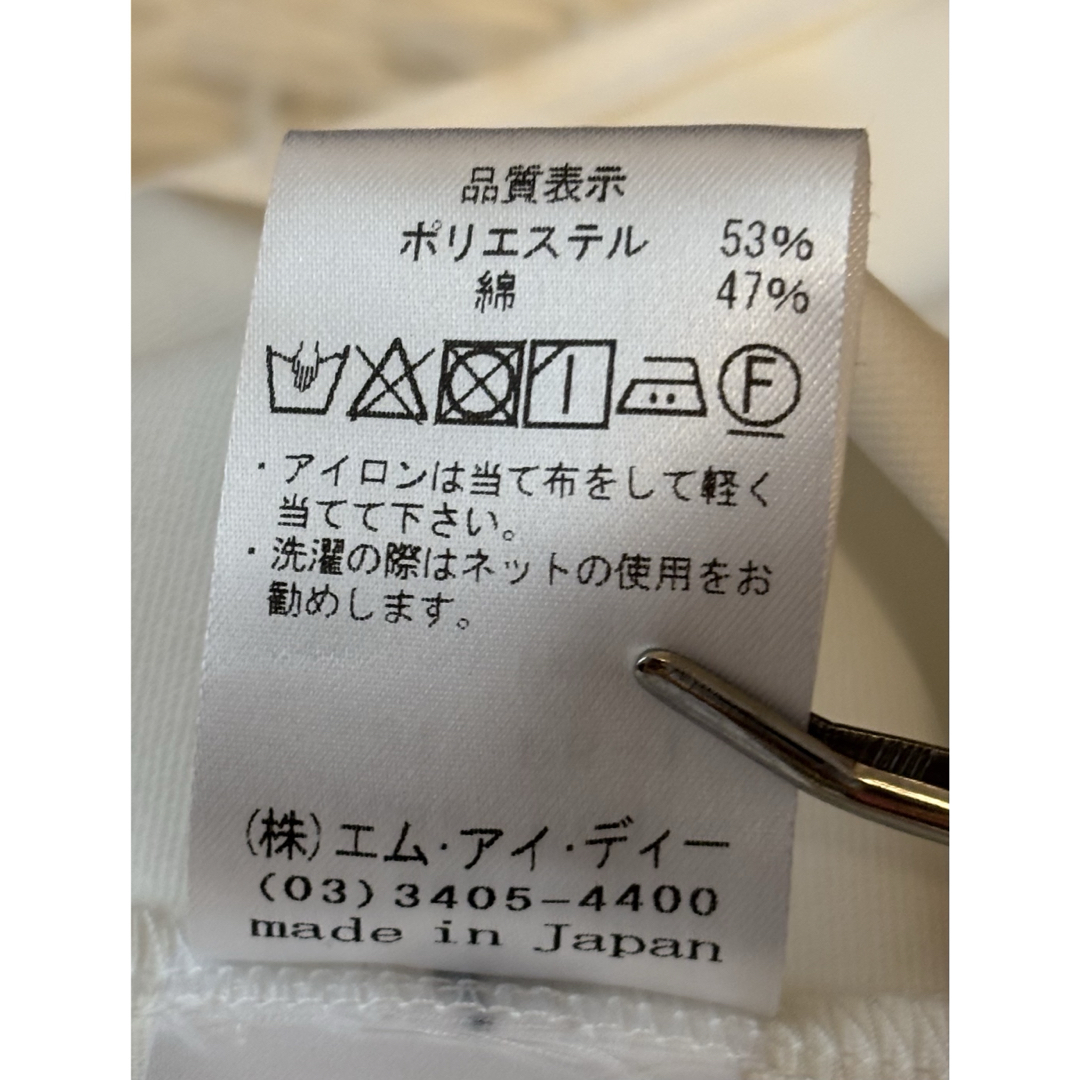 品質表示
ポリエステル 53%
綿 47%
F
・アイロンは当て布をして軽く
当てて下さい。
・洗濯の際はネットの使用をお
勧めします。
(株)エム・アイ・ディー
(03)3405-4400
made in Japan